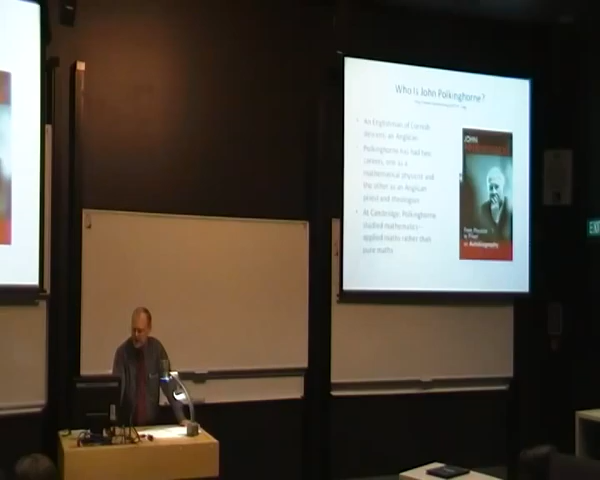 Who is John Polkinghorne?
• An Englishman of Cornish
descent, an Anglican
Polkinghorne has had two
careers, one as a
mathematical physicist and
the other as an Anglican
priest and theologian
• At Cambridge, Polkinghorne
studied mathematics -
applied maths rather than
pure maths
JOHN
From Physicist
to Priest
an Autobiography